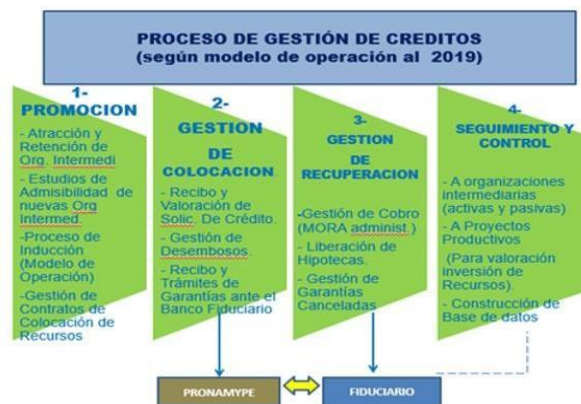 PROCESO DE GESTIÓN DE CREDITOS
(según modelo de operación al 2019)
1-
PROMOCION
- Atracción y
Retención de
Org. Intermedi
- Estudios de
Admisibilidad de
nuevas Org
Intermed.
-Proceso de
Inducción
(Modelo de
Operación)
-Gestión de
Contratos de
Colocación de
Recursos
2-
GESTION
DE
COLOCACION.
- Recibo y
Valoración de
Solic. De Crédito.
- Gestión de
Desembosos.
- Recibo y
Trámites de
Garantías ante el
Banco Fiduciario
3-
GESTION
DE
RECUPERACION
-Gestión de Cobro
(MORA administ.)
- Liberación de
Hipotecas.
- Gestión de
Garantías
Canceladas
4-
SEGUIMIENTO Y
CONTROL
- A organizaciones
intermediarias
(activas y pasivas)
- A Proyectos
Productivos
(Para valoración
inversión de
Recursos).
- Construcción de
Base de datos
PRONAMYPE
FIDUCIARIO